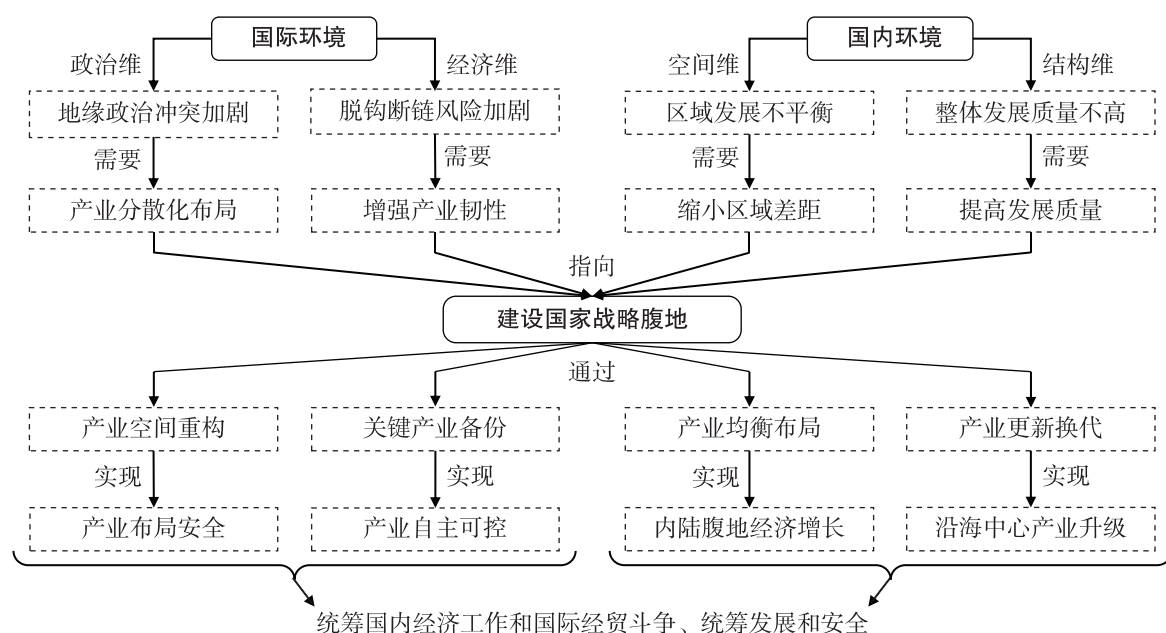 国际环境
国内环境
政治维
经济维
空间维
结构维
地缘政治冲突加剧
脱钩断链风险加剧
区域发展不平衡
整体发展质量不高
需要
需要
需要
需要
产业分散化布局
增强产业韧性
缩小区域差距
提高发展质量
指向
建设国家战略腹地
通过
产业空间重构
关键产业备份
产业均衡布局
产业更新换代
实现
实现
实现
实现
产业布局安全
产业自主可控
内陆腹地经济增长
沿海中心产业升级
统筹国内经济工作和国际经贸斗争、统筹发展和安全